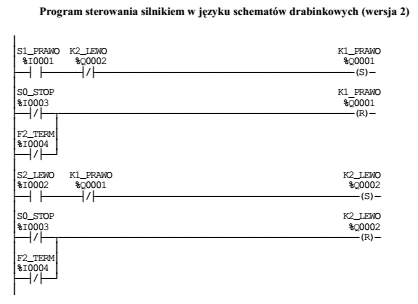 Program sterowania silnikiem w języku schematów drabinkowych (wersja 2)
S1_PRAWO K2_LEWO K1_PRAWO
%I0001 %Q0002 %Q0001
(S)
S0_STOP K1_PRAWO
%I0003 %Q0001
(R)
F2_TERM
%I0004
S2_LEWO K1_PRAWO K2_LEWO
%I0002 %Q0001 %Q0002
(S)
S0_STOP K2_LEWO
%I0003 %Q0002
(R)
F2_TERM
%I0004